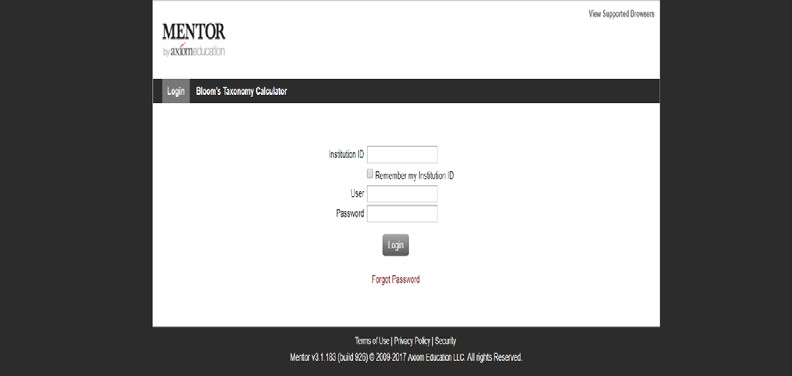 View Supported Browsers
MENTOR
by axiomeducation
Login Bloom's Taxonomy Calculator
Institution ID
Remember my Institution ID
User
Password
Login
Forgot Password
Terms of Use | Privacy Policy | Security
Mentor v3.1.183 (build 926) © 2009-2017 Axiom Education LLC. All rights Reserved.